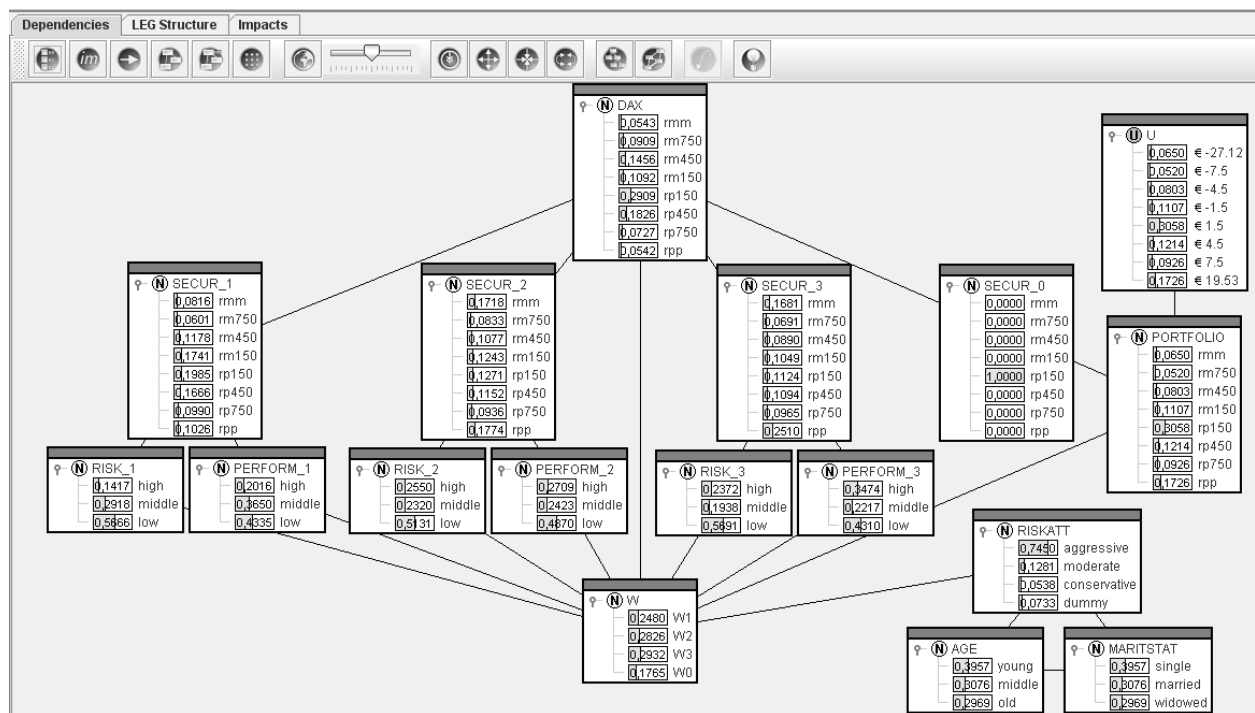 Dependencies
LEG Structure
Impacts
im
N DAX
0,0543 rmm
0,0909 rm750
0,1456 rm450
0,1092 rm150
0,2909 rp150
0,1826 rp450
0,0727 rp750
0,0542 rpp
U U
0,0650 € -27.12
0,0520 € -7.5
0,0803 € -4.5
0,1107 € -1.5
0,3058 € 1.5
0,1214 € 4.5
0,0926 € 7.5
0,1726 € 19.53
N SECUR_1
0,0816 rmm
0,0601 rm750
0,1178 rm450
0,1741 rm150
0,1985 rp150
0,1666 rp450
0,0990 rp750
0,1026 rpp
N SECUR_2
0,1718 rmm
0,0833 rm750
0,1077 rm450
0,1243 rm150
0,1271 rp150
0,1152 rp450
0,0936 rp750
0,1774 rpp
N SECUR_3
0,1681 rmm
0,0691 rm750
0,0890 rm450
0,1049 rm150
0,1124 rp150
0,1094 rp450
0,0965 rp750
0,2510 rpp
N SECUR_0
0,0000 rmm
0,0000 rm750
0,0000 rm450
0,0000 rm150
1,0000 rp150
0,0000 rp450
0,0000 rp750
0,0000 rpp
N PORTFOLIO
0,0650 rmm
0,0520 rm750
0,0803 rm450
0,1107 rm150
0,3058 rp150
0,1214 rp450
0,0926 rp750
0,1726 rpp
N RISK_1
0,1417 high
0,2918 middle
0,5666 low
N PERFORM_1
0,2016 high
0,3650 middle
0,4335 low
N RISK_2
0,2550 high
0,2320 middle
0,5131 low
N PERFORM_2
0,2709 high
0,2423 middle
0,4870 low
N RISK_3
0,2372 high
0,1938 middle
0,5691 low
N PERFORM_3
0,3474 high
0,2217 middle
0,4310 low
N RISKATT
0,7450 aggressive
0,1281 moderate
0,0538 conservative
0,0733 dummy
N W
0,2480 W1
0,2826 W2
0,2932 W3
0,1765 W0
N AGE
0,3957 young
0,3076 middle
0,2969 old
N MARITSTAT
0,3957 single
0,3076 married
0,2969 widowed